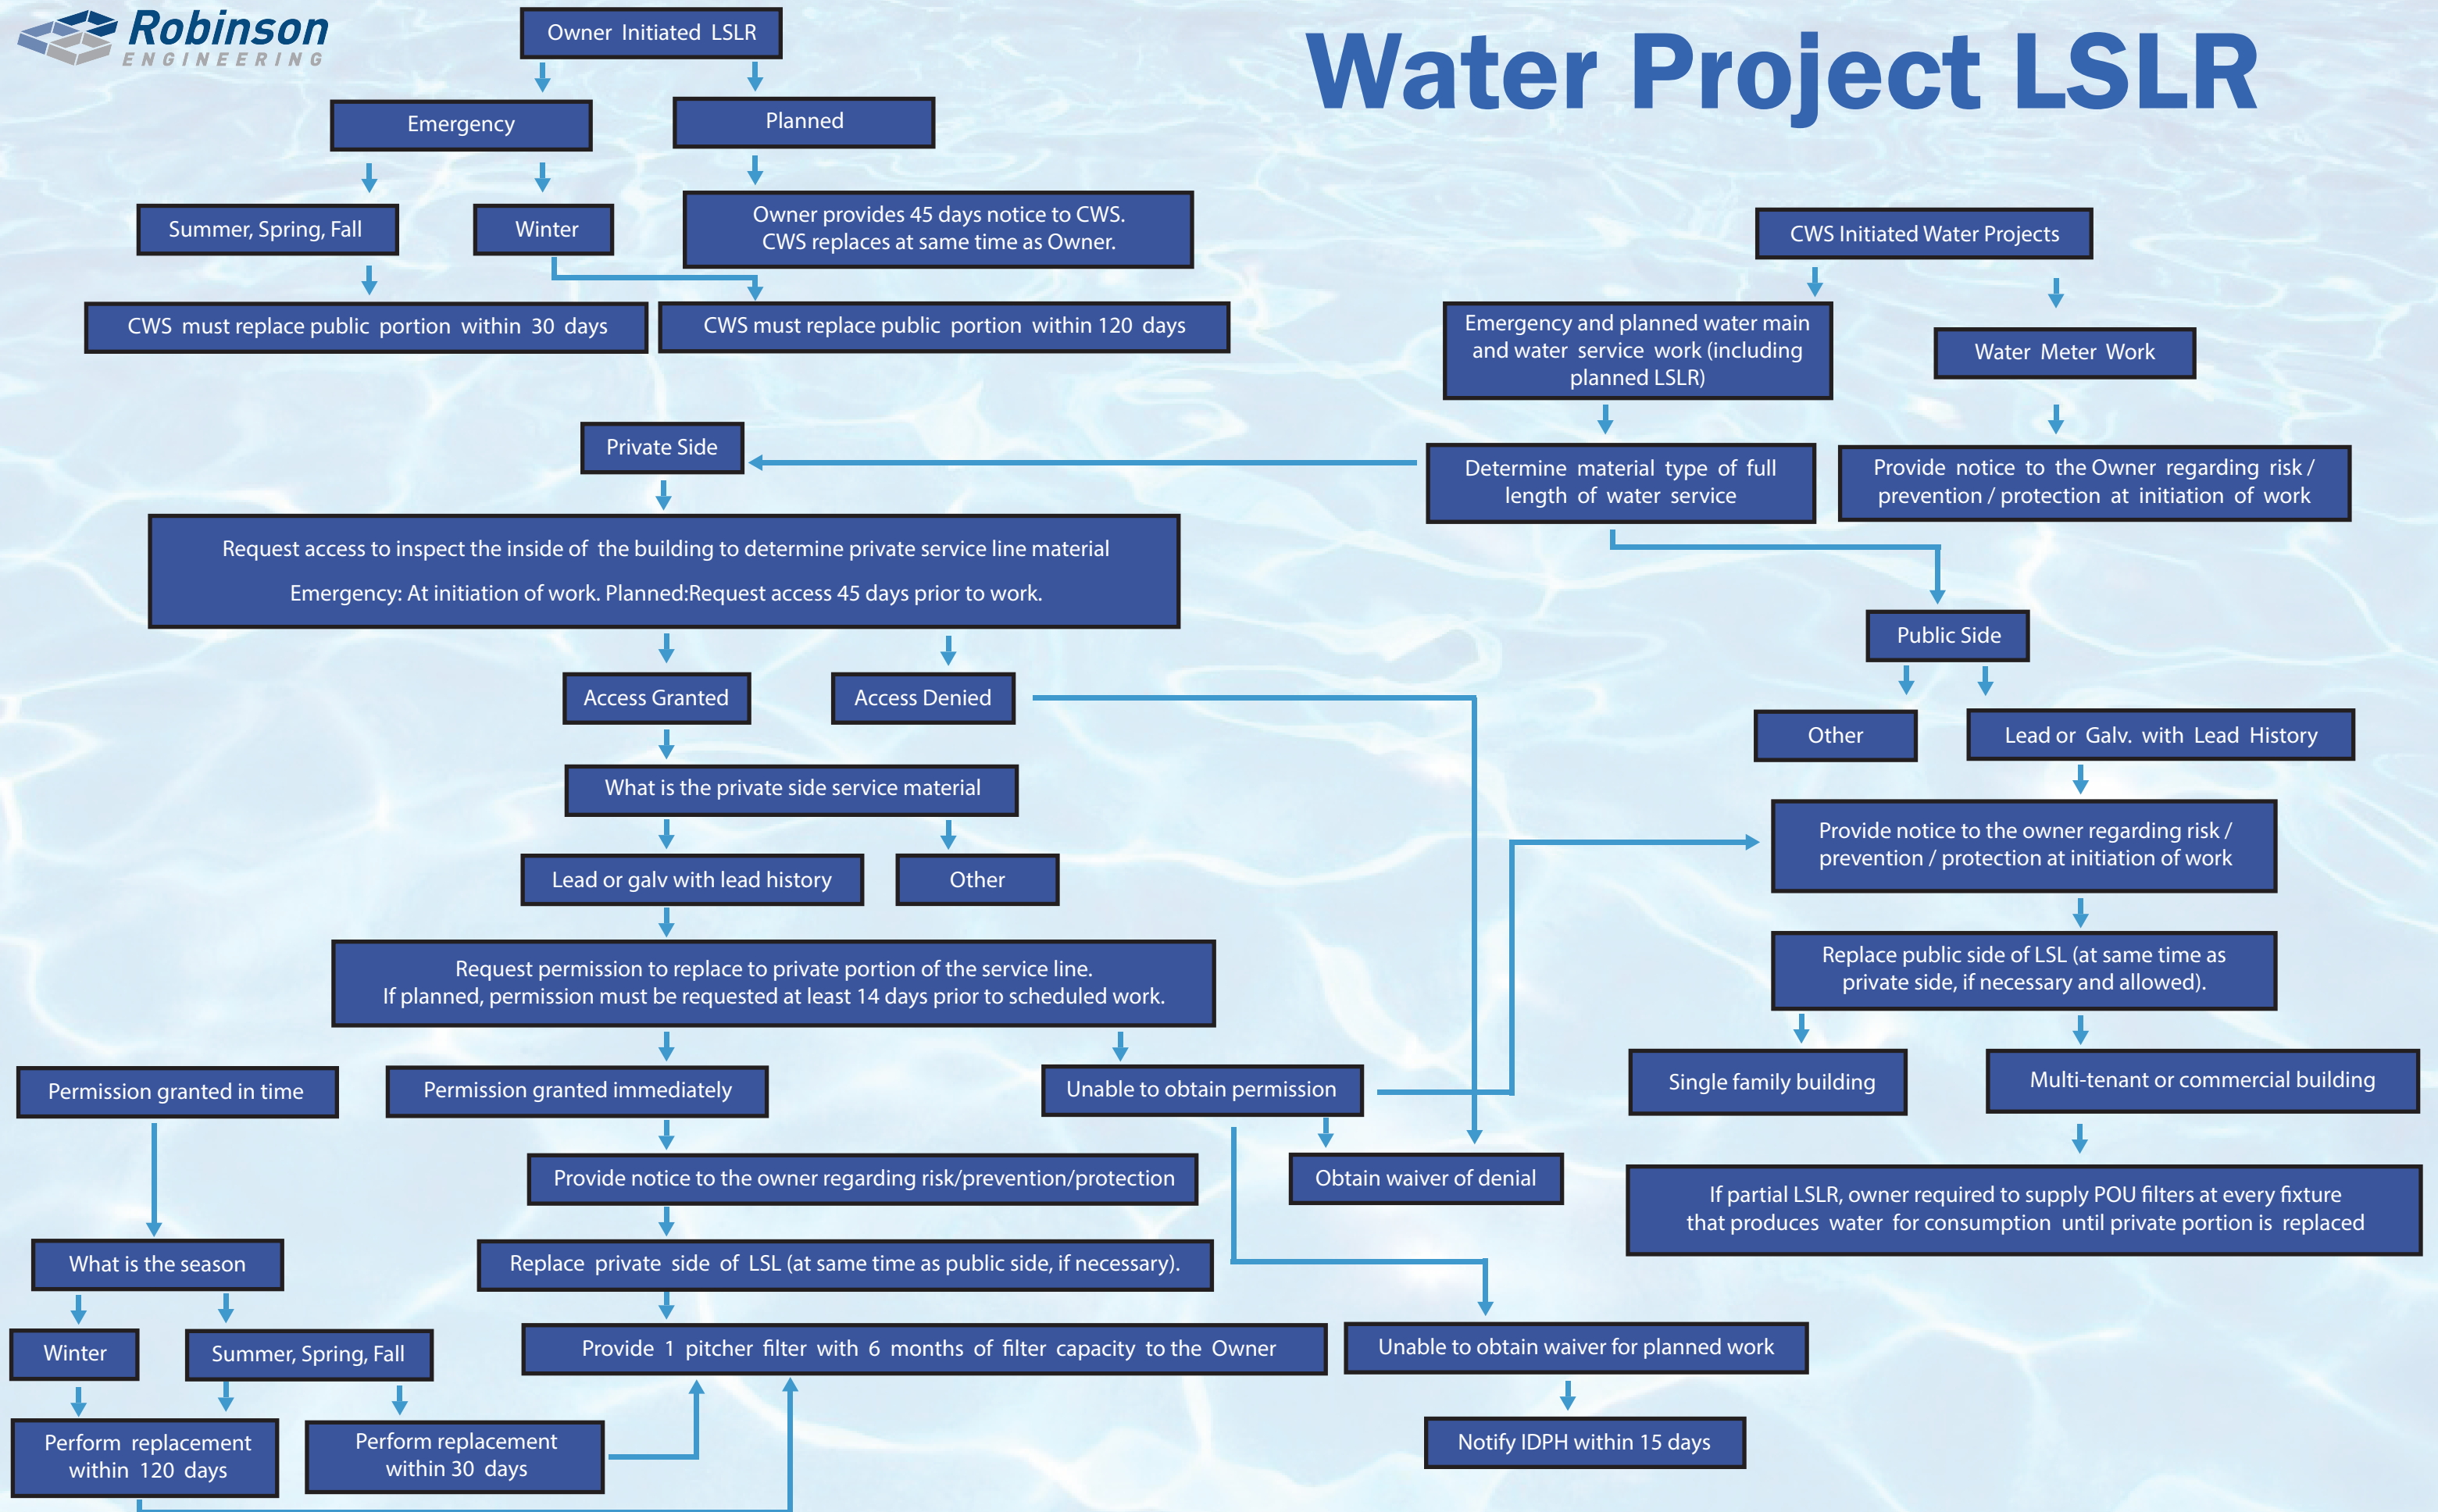 Robinson
ENGINEERING
Water Project LSLR
Owner Initiated LSLR
Emergency
Planned
Summer, Spring, Fall
Winter
Owner provides 45 days notice to CWS.
CWS replaces at same time as Owner.
CWS must replace public portion within 30 days
CWS must replace public portion within 120 days
CWS Initiated Water Projects
Emergency and planned water main
and water service work (including
planned LSLR)
Water Meter Work
Private Side
Determine material type of full
length of water service
Provide notice to the Owner regarding risk /
prevention / protection at initiation of work
Request access to inspect the inside of the building to determine private service line material
Emergency: At initiation of work. Planned:Request access 45 days prior to work.
Public Side
Access Granted
Access Denied
Other
Lead or Galv. with Lead History
What is the private side service material
Provide notice to the owner regarding risk /
prevention / protection at initiation of work
Lead or galv with lead history
Other
Request permission to replace to private portion of the service line.
If planned, permission must be requested at least 14 days prior to scheduled work.
Replace public side of LSL (at same time as
private side, if necessary and allowed).
Permission granted in time
Permission granted immediately
Unable to obtain permission
Single family building
Multi-tenant or commercial building
Provide notice to the owner regarding risk/prevention/protection
Obtain waiver of denial
If partial LSLR, owner required to supply POU filters at every fixture
that produces water for consumption until private portion is replaced
What is the season
Replace private side of LSL (at same time as public side, if necessary).
Winter
Summer, Spring, Fall
Provide 1 pitcher filter with 6 months of filter capacity to the Owner
Unable to obtain waiver for planned work
Perform replacement
within 120 days
Perform replacement
within 30 days
Notify IDPH within 15 days